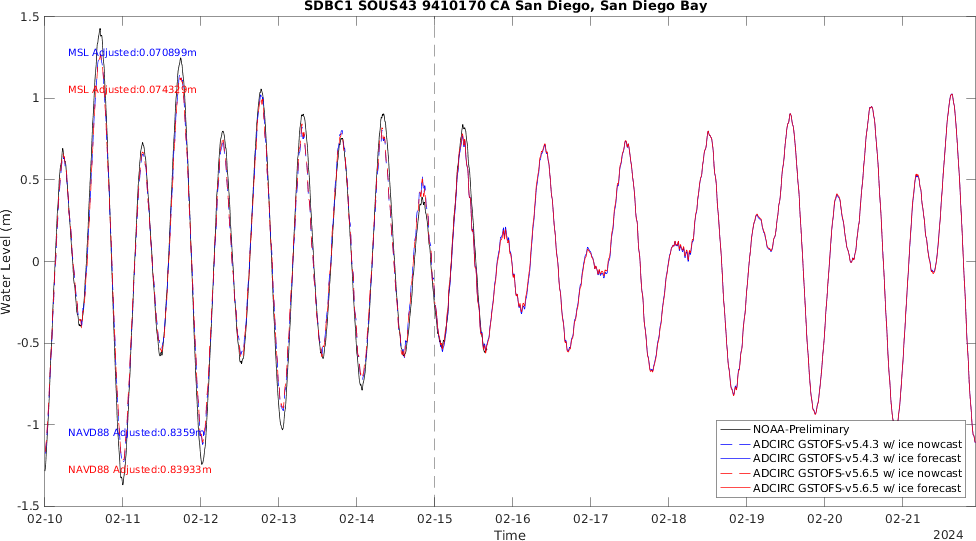 SDBC1 SOUS43 9410170 CA San Diego, San Diego Bay
1.5
MSL Adjusted:0.070899m
MSL Adjusted:0.074329m
1
0.5
0
-0.5
-1
-1.5
Water Level (m)
NAVD88 Adjusted:0.8359m
NAVD88 Adjusted:0.83933m
NOAA-Preliminary
ADCIRC GSTOFS-v5.4.3 w/ ice nowcast
ADCIRC GSTOFS-v5.4.3 w/ ice forecast
ADCIRC GSTOFS-v5.6.5 w/ ice nowcast
ADCIRC GSTOFS-v5.6.5 w/ ice forecast
02-10 02-11 02-12 02-13 02-14 02-15 02-16 02-17 02-18 02-19 02-20 02-21
Time
2024